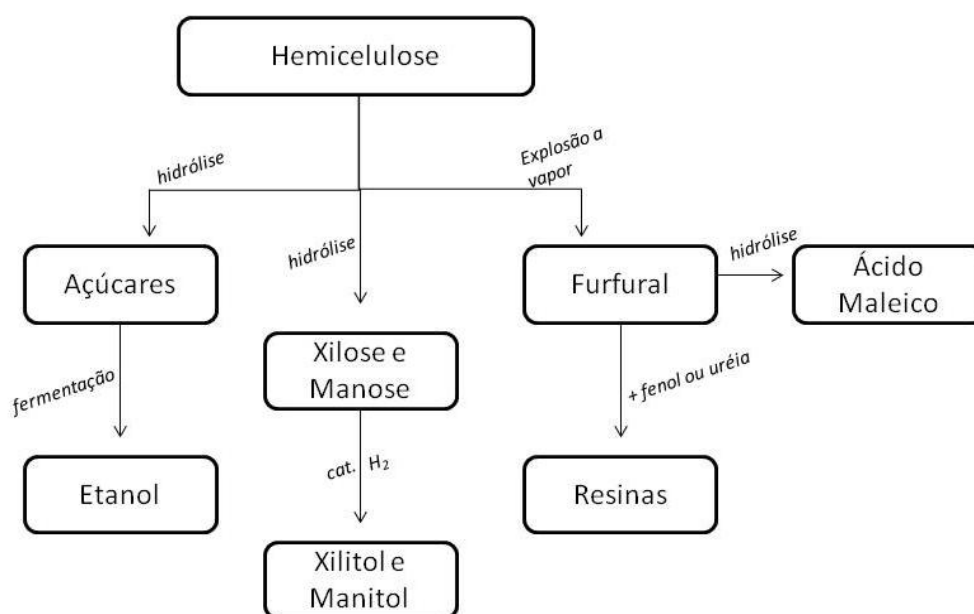 Hemicelulose
hidrólise
Explosão a
vapor
hidrólise
hidrólise
Açúcares
Furfural
Ácido
Maleico
Xilose e
Manose
fermentação
+ fenol ou uréia
cat. H₂
Etanol
Resinas
Xilitol e
Manitol